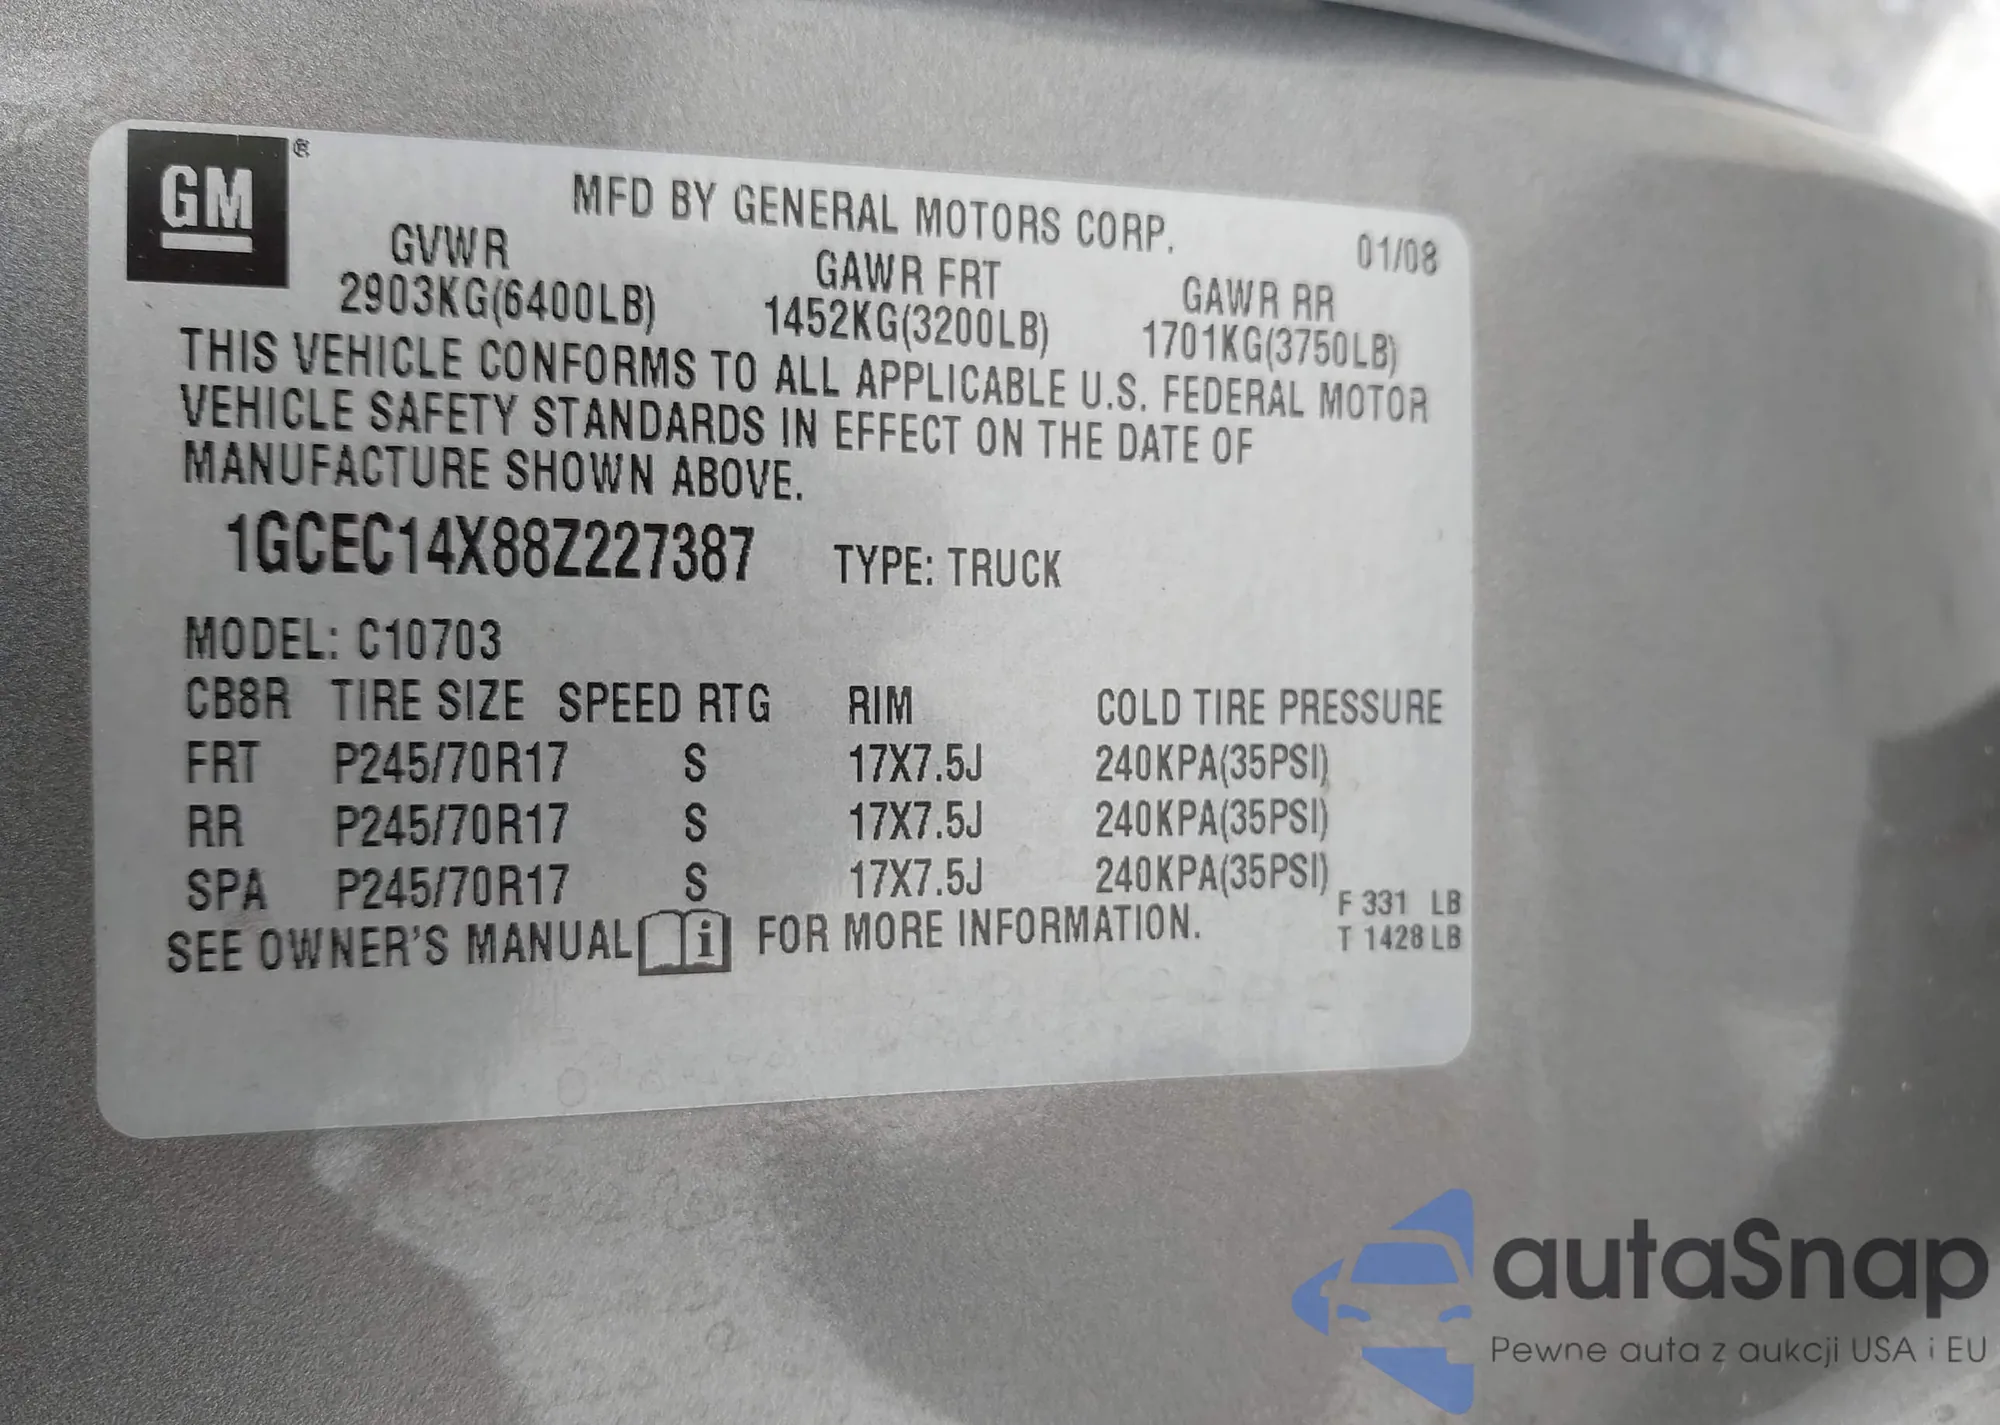 GM ®
MFD BY GENERAL MOTORS CORP.
01/08
GVWR GAWR FRT GAWR RR
2903KG(6400LB) 1452KG(3200LB) 1701KG(3750LB)
THIS VEHICLE CONFORMS TO ALL APPLICABLE U.S. FEDERAL MOTOR
VEHICLE SAFETY STANDARDS IN EFFECT ON THE DATE OF
MANUFACTURE SHOWN ABOVE.
1GCEC14X88Z227387 TYPE: TRUCK
MODEL: C10703
CB8R TIRE SIZE SPEED RTG RIM COLD TIRE PRESSURE
FRT P245/70R17 S 17X7.5J 240KPA(35PSI)
RR P245/70R17 S 17X7.5J 240KPA(35PSI)
SPA P245/70R17 S 17X7.5J 240KPA(35PSI)
F 331 LB
SEE OWNER'S MANUAL i FOR MORE INFORMATION.
T 1428 LB
autaSnap
Pewne auta z aukcji USA i EU